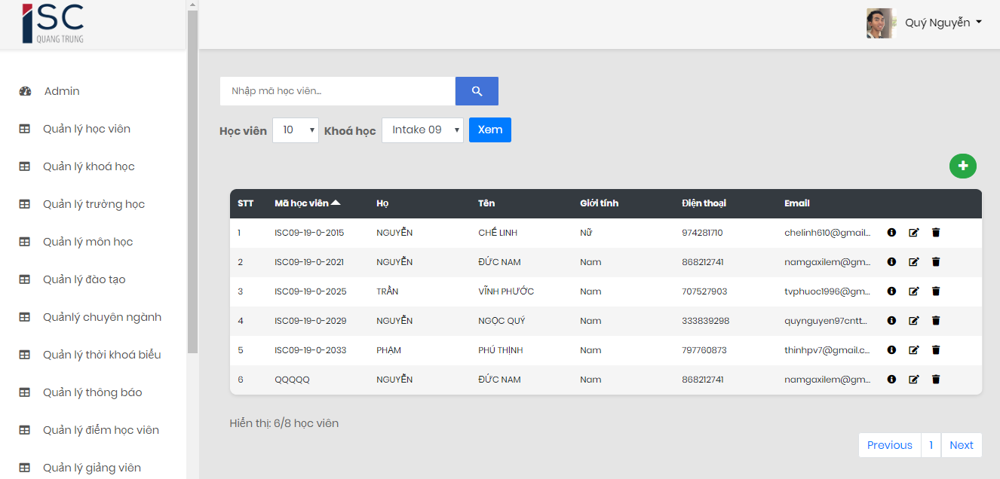 ISC
QUANG TRUNG
Quý Nguyễn
Admin
Quản lý học viên
Quản lý khoá học
Quản lý trường học
Quản lý môn học
Quản lý đào tạo
Quảnlý chuyên ngành
Quản lý thời khoá biểu
Quản lý thông báo
Quản lý điểm học viên
Quản lý giảng viên
Nhập mã học viên...
Học viên 10 Khoá học Intake 09 Xem
STT Mã học viên Họ Tên Giới tính Điện thoại Email
1 ISC09-19-0-2015 NGUYỄN CHẾ LINH Nữ 974281710 chelinh610@gmail...
2 ISC09-19-0-2021 NGUYỄN ĐỨC NAM Nam 868212741 namgaxilem@gm...
3 ISC09-19-0-2025 TRẦN VĨNH PHƯỚC Nam 707527903 tvphuoc1996@gm...
4 ISC09-19-0-2029 NGUYỄN NGỌC QUÝ Nam 333839298 quynguyen97cntt...
5 ISC09-19-0-2033 PHẠM PHÚ THỊNH Nam 797760873 thinhpv7@gmail.c...
6 QQQQQ NGUYỄN ĐỨC NAM Nam 868212741 namgaxilem@gm...
Hiển thị: 6/8 học viên
Previous 1 Next